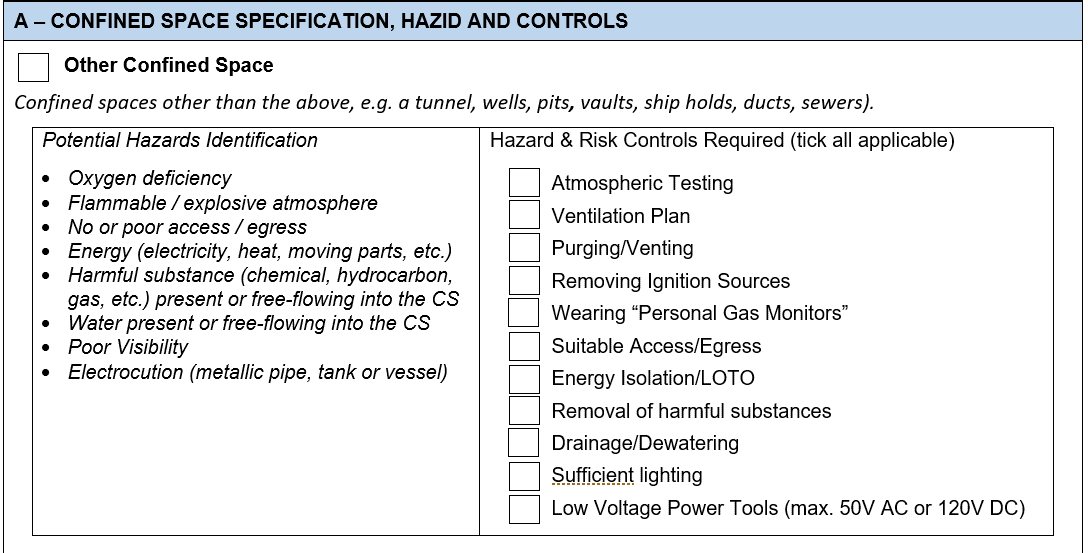 A – CONFINED SPACE SPECIFICATION, HAZID AND CONTROLS
Other Confined Space
Confined spaces other than the above, e.g. a tunnel, wells, pits, vaults, ship holds, ducts, sewers).
Potential Hazards Identification
• Oxygen deficiency
• Flammable / explosive atmosphere
• No or poor access / egress
• Energy (electricity, heat, moving parts, etc.)
• Harmful substance (chemical, hydrocarbon,
gas, etc.) present or free-flowing into the CS
• Water present or free-flowing into the CS
• Poor Visibility
• Electrocution (metallic pipe, tank or vessel)
Hazard & Risk Controls Required (tick all applicable)
Atmospheric Testing
Ventilation Plan
Purging/Venting
Removing Ignition Sources
Wearing “Personal Gas Monitors”
Suitable Access/Egress
Energy Isolation/LOTO
Removal of harmful substances
Drainage/Dewatering
Sufficient lighting
Low Voltage Power Tools (max. 50V AC or 120V DC)